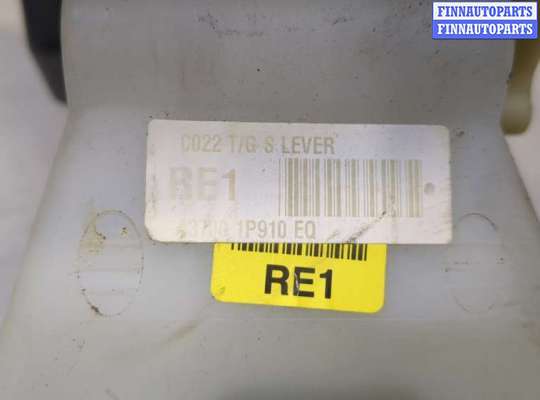 FINNAUTOPARTS
FINNAUTOPARTS
C022 T/G S LEVER
RE1
1P910 EQ
RE1